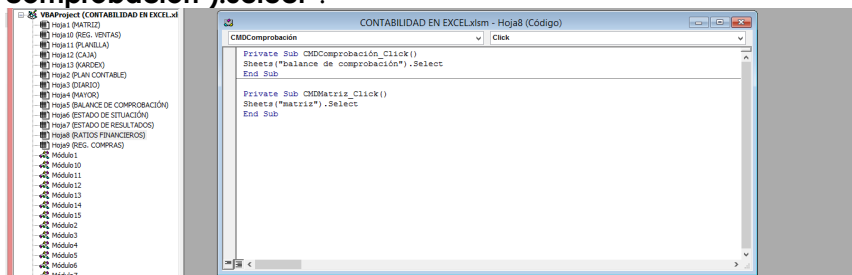 Comprobación").select".
VBAProject (CONTABILIDAD EN EXCEL.xl
Hoja1 (MATRIZ)
Hoja10 (REG. VENTAS)
Hoja11 (PLANILLA)
Hoja12 (CAJA)
Hoja13 (KARDEX)
Hoja2 (PLAN CONTABLE)
Hoja3 (DIARIO)
Hoja4 (MAYOR)
Hoja5 (BALANCE DE COMPROBACIÓN)
Hoja6 (ESTADO DE SITUACIÓN)
Hoja7 (ESTADO DE RESULTADOS)
Hoja8 (RATIOS FINANCIEROS)
Hoja9 (REG. COMPRAS)
Módulo1
Módulo10
Módulo11
Módulo12
Módulo13
Módulo14
Módulo15
Módulo2
Módulo3
Módulo4
Módulo5
Módulo6
CONTABILIDAD EN EXCEL.xlsm - Hoja8 (Código)
CMDComprobación Click
Private Sub CMDComprobación_Click()
Sheets("balance de comprobación").Select
End Sub
Private Sub CMDMatriz_Click()
Sheets("matriz").Select
End Sub